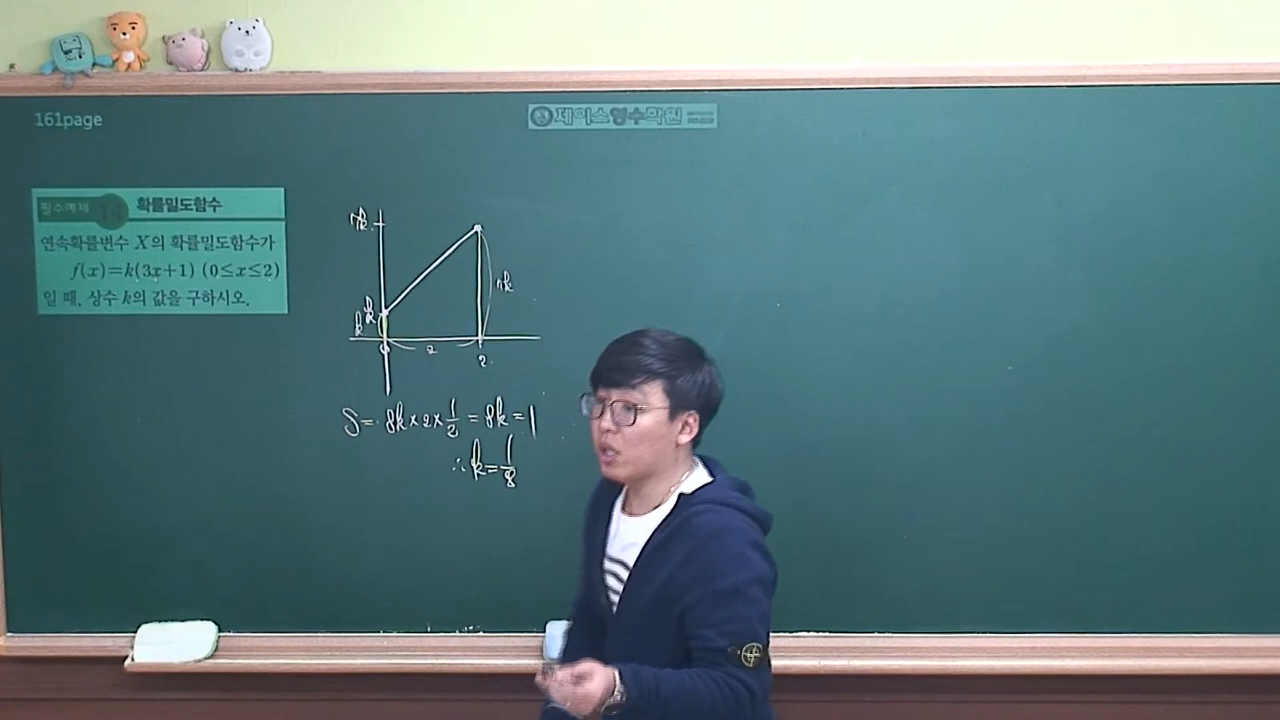 161page
제이스영수학원
필수예제 14 확률밀도함수
연속확률변수 X의 확률밀도함수가
f(x)=k(3x+1) (0≤x≤2)
일 때, 상수 k의 값을 구하시오.
7k
7k
k
k
0
2
2
S = 8k × 2 × 1/2 = 8k = 1
∴ k = 1/8